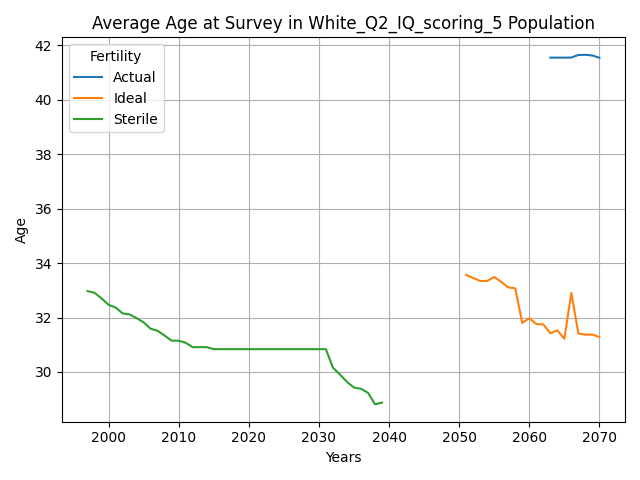 Average Age at Survey in White_Q2_IQ_scoring_5 Population
Fertility
Actual
Ideal
Sterile
Age
42
40
38
36
34
32
30
2000
2010
2020
2030
2040
2050
2060
2070
Years